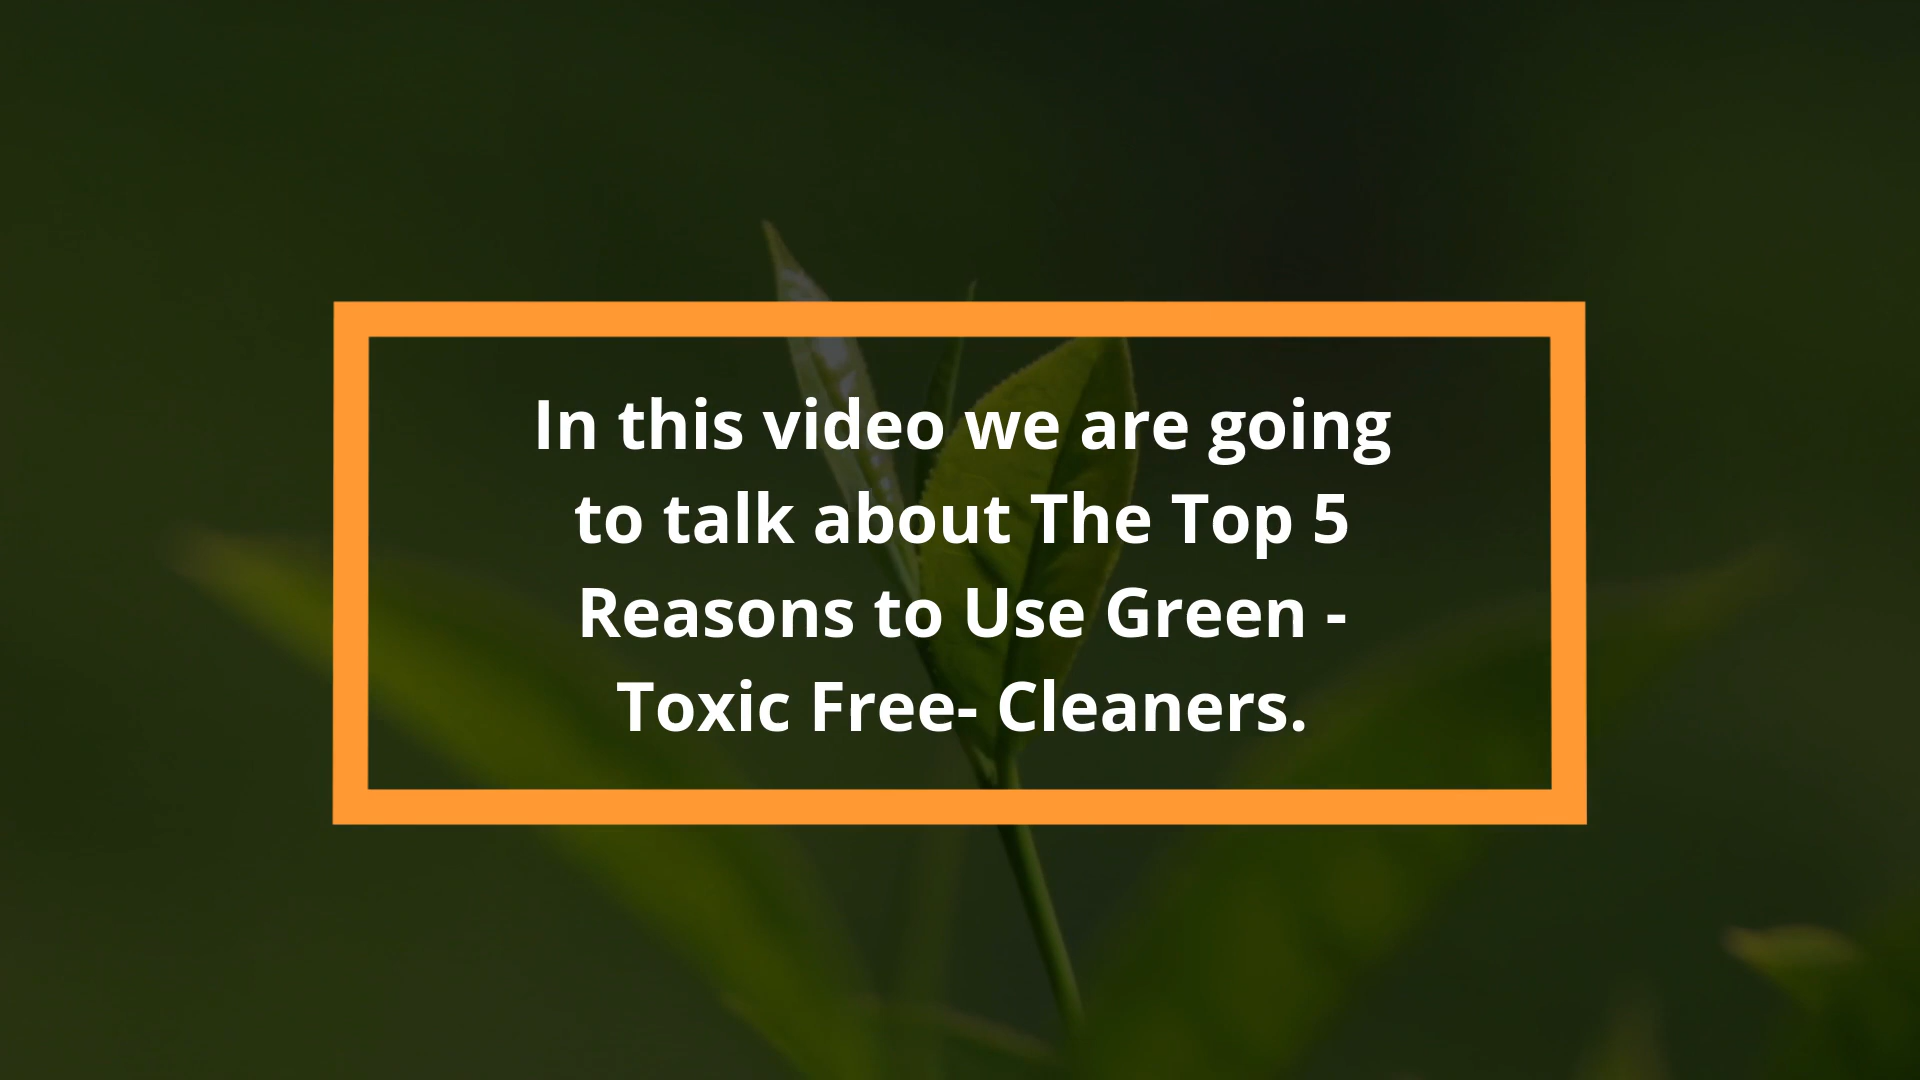 In this video we are going
to talk about The Top 5
Reasons to Use Green -
Toxic Free- Cleaners.